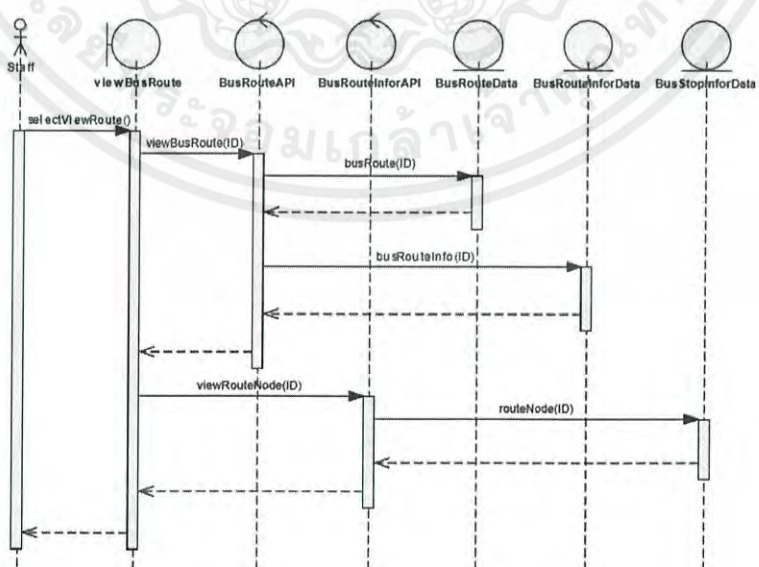 Staff
viewBusRoute
BusRouteAPI
BusRouteInforAPI
BusRouteData
BusRouteInforData
BusStopInforData
selectViewRoute()
viewBusRoute(ID)
busRoute(ID)
busRouteInfo(ID)
viewRouteNode(ID)
routeNode(ID)